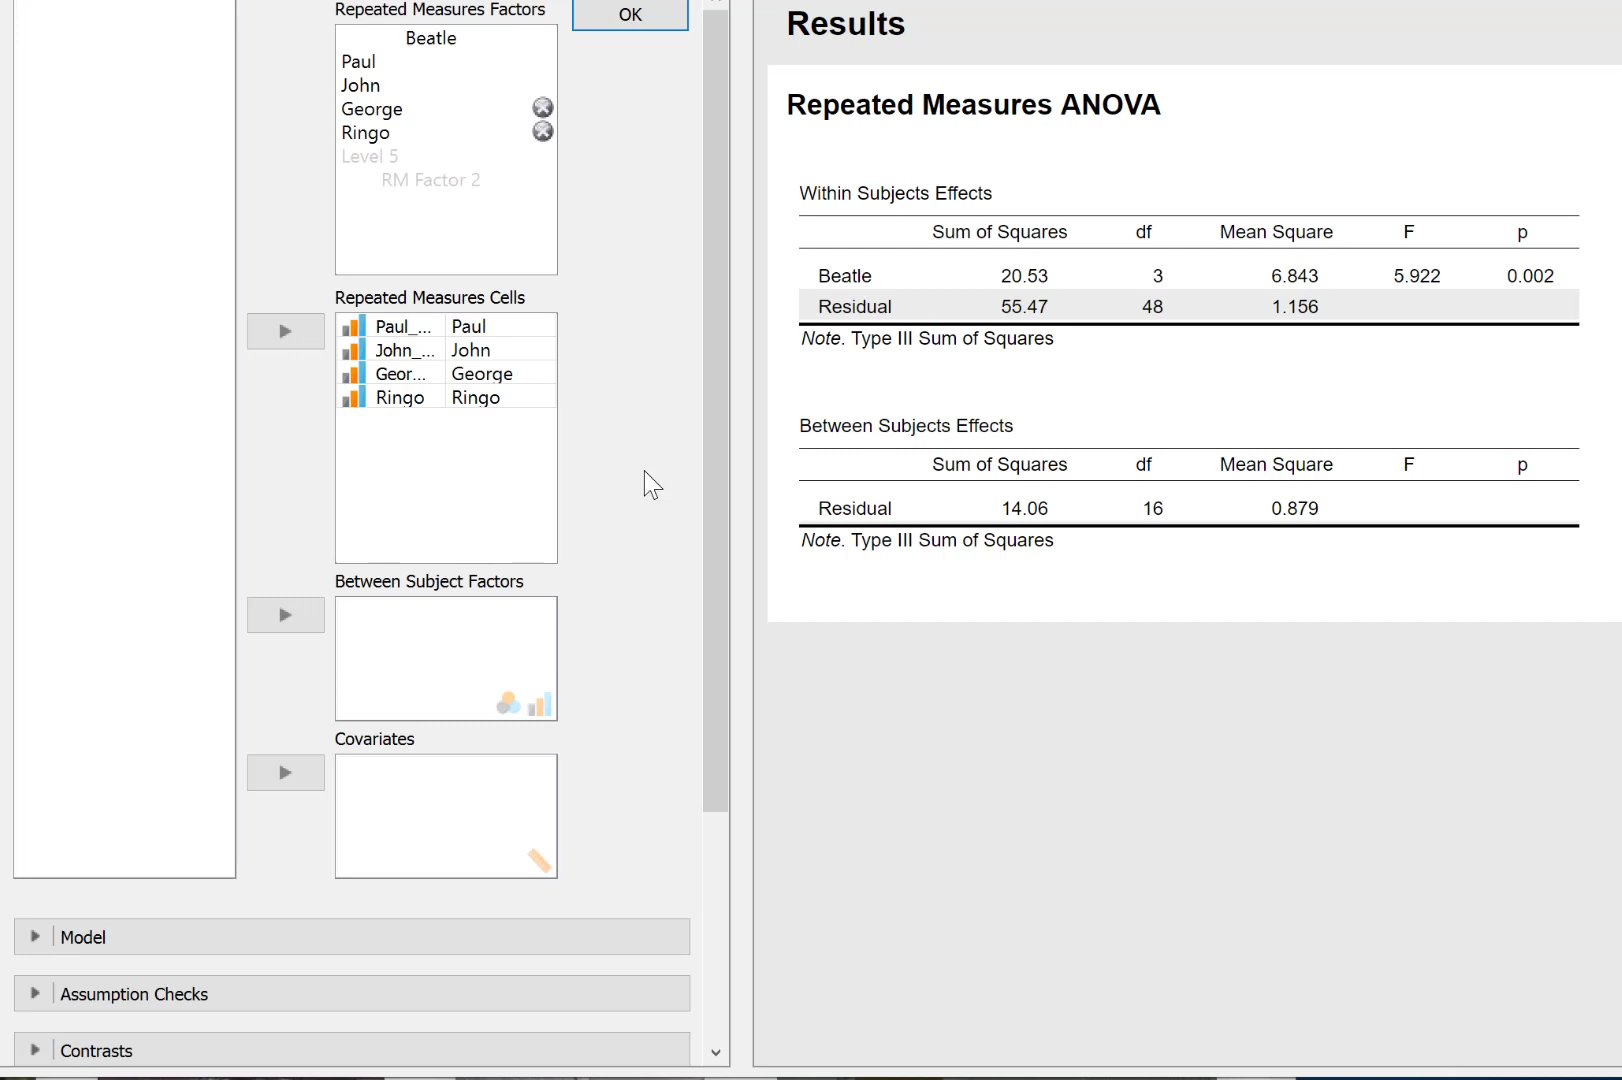 Repeated Measures Factors
OK
Beatle
Paul
John
George
Ringo
Level 5
RM Factor 2
Repeated Measures Cells
Paul_... Paul
John_... John
Geor... George
Ringo Ringo
Between Subject Factors
Covariates
Model
Assumption Checks
Contrasts
Results
Repeated Measures ANOVA
Within Subjects Effects
Sum of Squares df Mean Square F p
Beatle 20.53 3 6.843 5.922 0.002
Residual 55.47 48 1.156
Note. Type III Sum of Squares
Between Subjects Effects
Sum of Squares df Mean Square F p
Residual 14.06 16 0.879
Note. Type III Sum of Squares